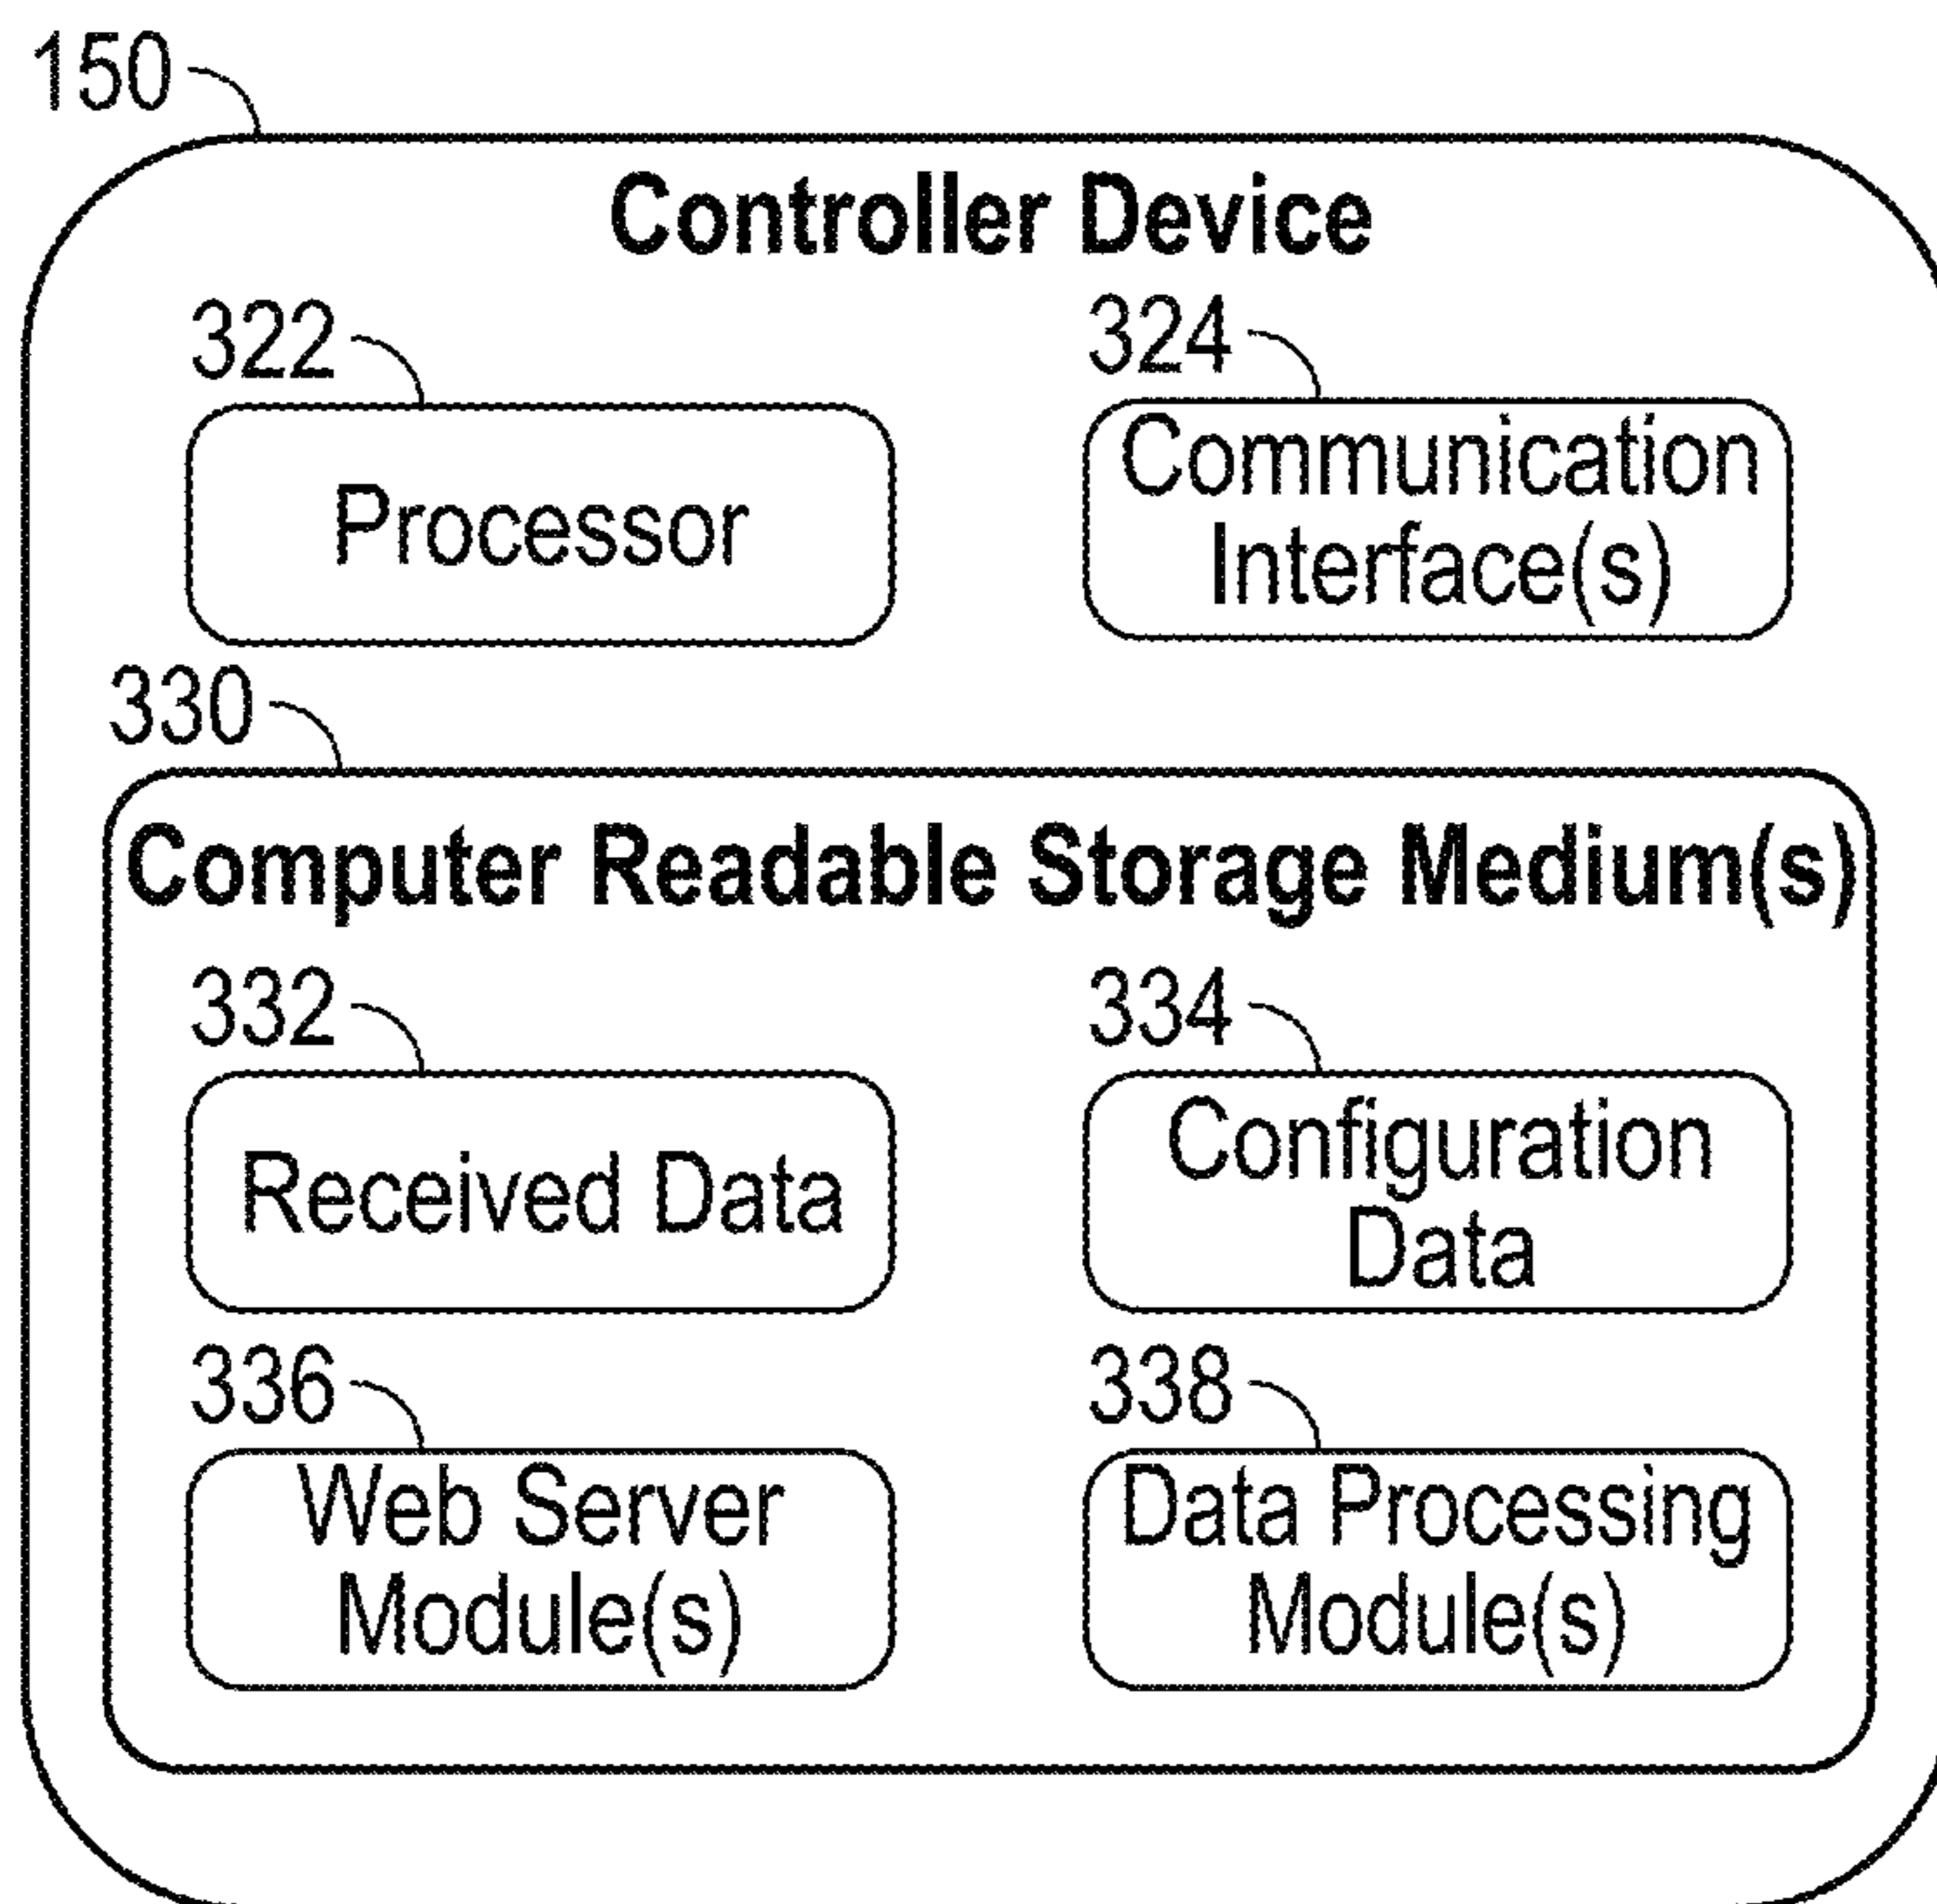 150
Controller Device
322
324
Processor
Communication
Interface(s)
330
Computer Readable Storage Medium(s)
332
334
Received Data
Configuration
Data
336
338
Web Server
Module(s)
Data Processing
Module(s)